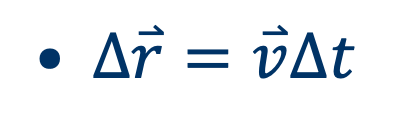 • Δr⃗ = v⃗Δt